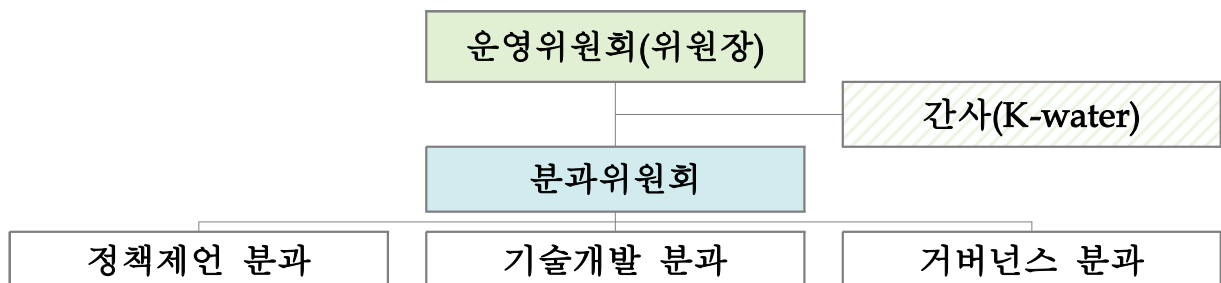 운영위원회(위원장)
간사(K-water)
분과위원회
정책제언 분과
기술개발 분과
거버넌스 분과